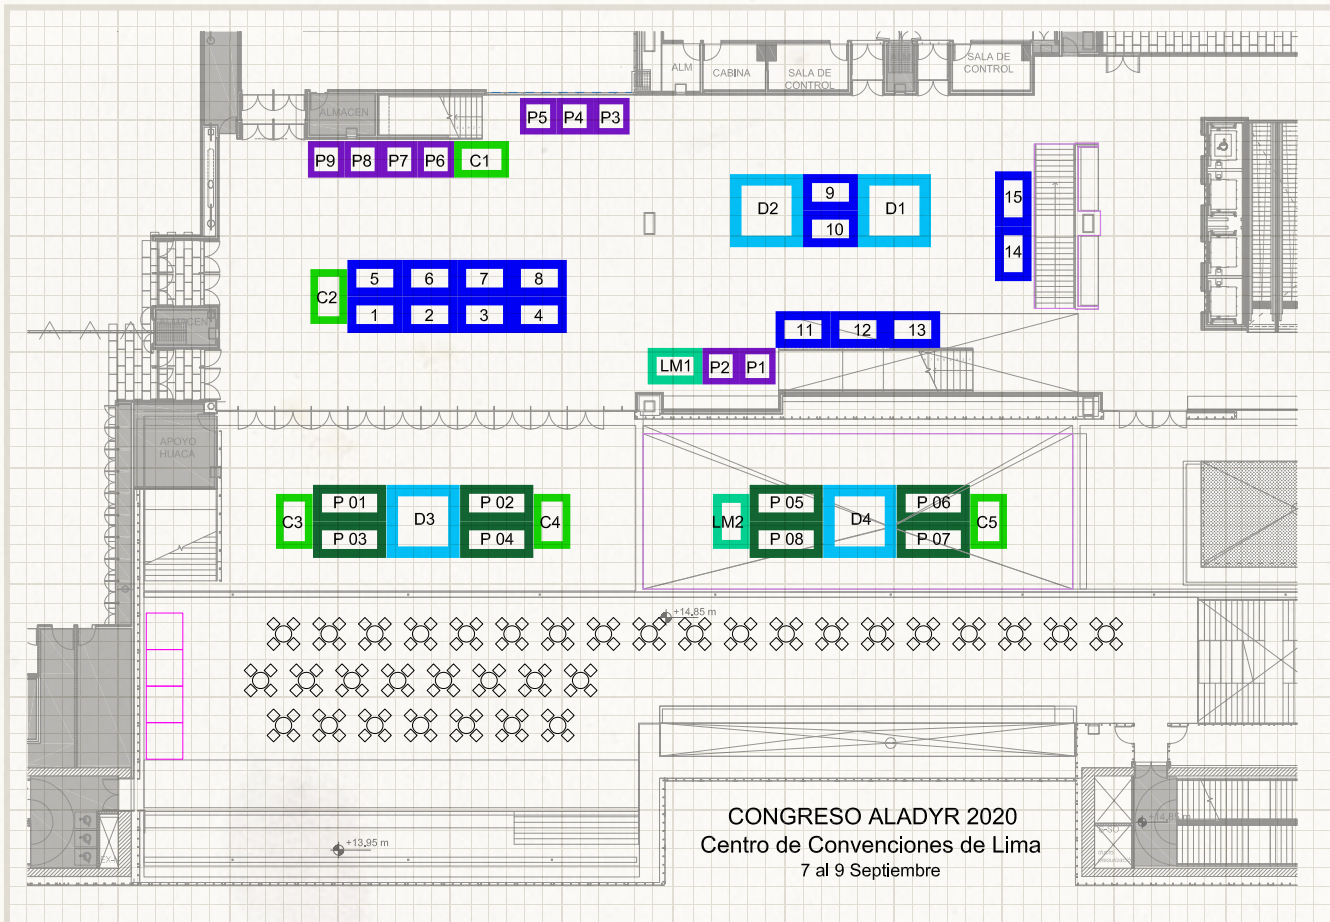 SALA DE
CONTROL
ALM
CABINA
SALA DE
CONTROL
ALMACEN
P5 P4 P3
P9 P8 P7 P6 C1
D2 9 D1 15
10
14
C2 5 6 7 8
1 2 3 4
ALMACEN
11 12 13
LM1 P2 P1
APOYO
HUACA
C3 P 01 D3 P 02 C4
P 03 P 04
LM2 P 05 D4 P 06 C5
P 08 P 07
+14,85 m
CONGRESO ALADYR 2020
Centro de Convenciones de Lima
7 al 9 Septiembre
+13,95 m
+14,85 m